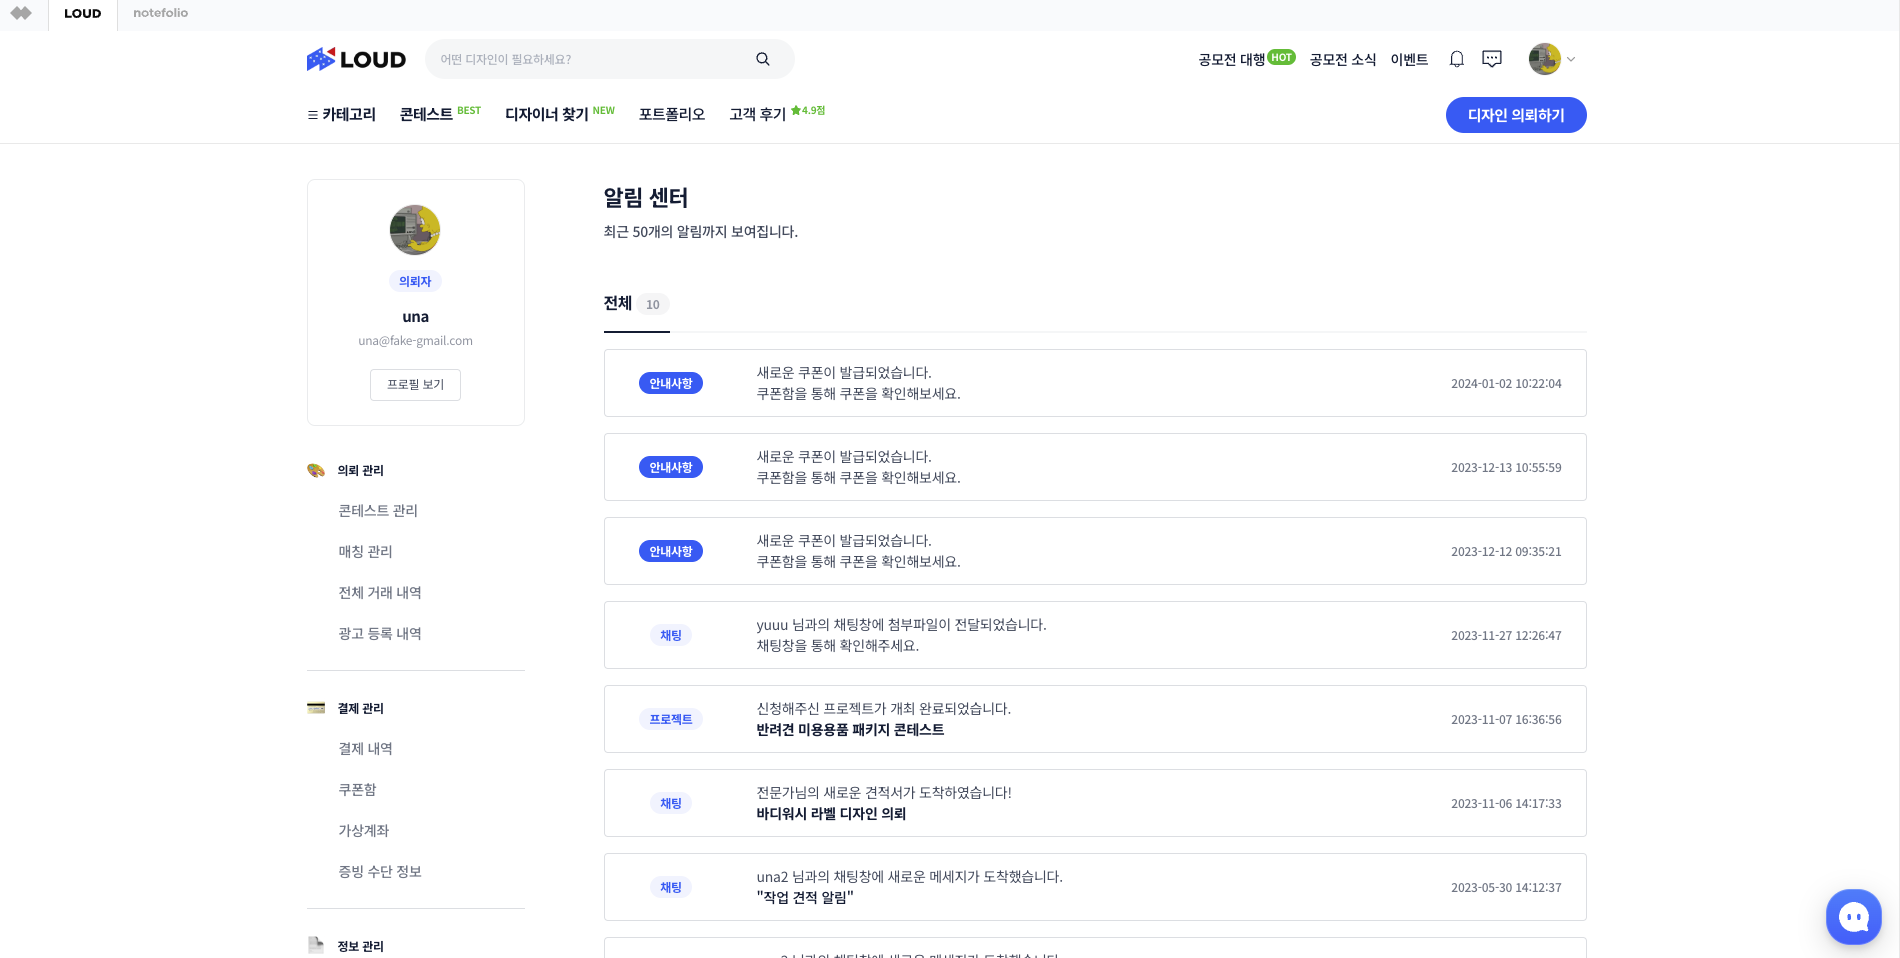 LOUD
notefolio
LOUD
어떤 디자인이 필요하세요?
공모전 대행 HOT
공모전 소식
이벤트
카테고리
콘테스트 BEST
디자이너 찾기 NEW
포트폴리오
고객 후기 4.9점
디자인 의뢰하기
의뢰자
una
una@fake-gmail.com
프로필 보기
의뢰 관리
콘테스트 관리
매칭 관리
전체 거래 내역
광고 등록 내역
결제 관리
결제 내역
쿠폰함
가상계좌
증빙 수단 정보
정보 관리
알림 센터
최근 50개의 알림까지 보여집니다.
전체 10
안내사항
새로운 쿠폰이 발급되었습니다.
쿠폰함을 통해 쿠폰을 확인해보세요.
2024-01-02 10:22:04
안내사항
새로운 쿠폰이 발급되었습니다.
쿠폰함을 통해 쿠폰을 확인해보세요.
2023-12-13 10:55:59
안내사항
새로운 쿠폰이 발급되었습니다.
쿠폰함을 통해 쿠폰을 확인해보세요.
2023-12-12 09:35:21
채팅
yuuu 님과의 채팅창에 첨부파일이 전달되었습니다.
채팅창을 통해 확인해주세요.
2023-11-27 12:26:47
프로젝트
신청해주신 프로젝트가 개최 완료되었습니다.
반려견 미용용품 패키지 콘테스트
2023-11-07 16:36:56
채팅
전문가님의 새로운 견적서가 도착하였습니다!
바디워시 라벨 디자인 의뢰
2023-11-06 14:17:33
채팅
una2 님과의 채팅창에 새로운 메세지가 도착했습니다.
"작업 견적 알림"
2023-05-30 14:12:37